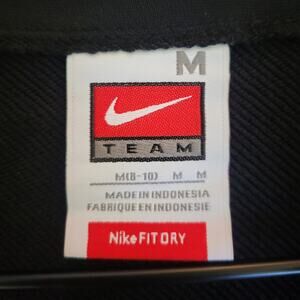 M
TEAM
M(8-10) M M
MADE IN INDONESIA
FABRIQUE EN INDONESIE
Nike FIT DRY